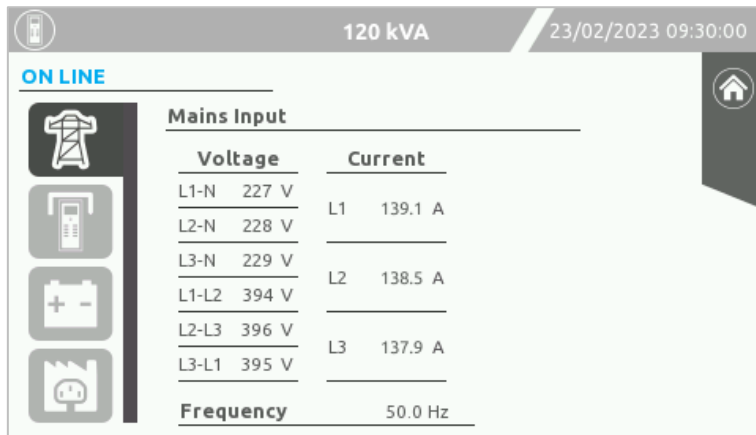 120 kVA 23/02/2023 09:30:00
ON LINE
Mains Input
Voltage Current
L1-N 227 V
L1 139.1 A
L2-N 228 V
L3-N 229 V
L2 138.5 A
L1-L2 394 V
L2-L3 396 V
L3 137.9 A
L3-L1 395 V
Frequency 50.0 Hz